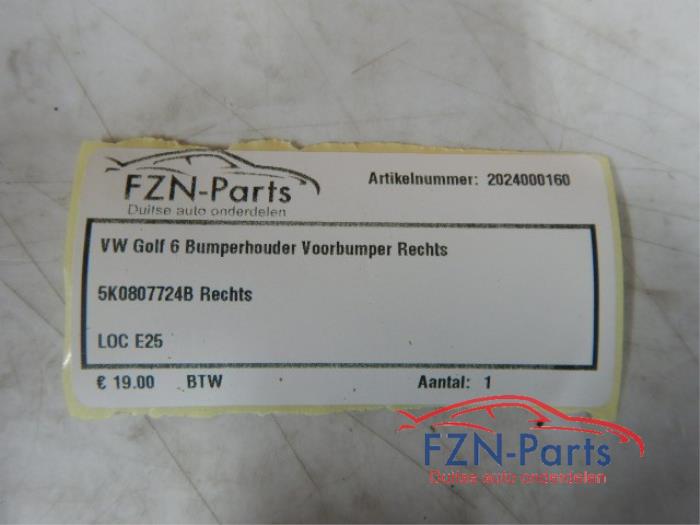 FZN-Parts
Duitse auto onderdelen
Artikelnummer: 2024000160
VW Golf 6 Bumperhouder Voorbumper Rechts
5K0807724B Rechts
LOC E25
€ 19.00 BTW Aantal: 1
FZN-Parts
Duitse auto onderdelen